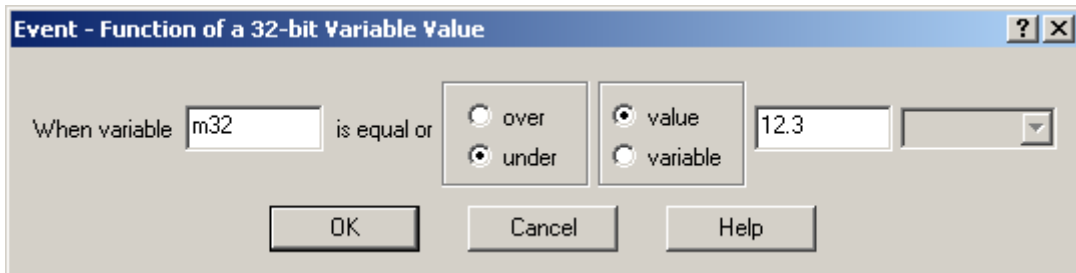 Event - Function of a 32-bit Variable Value
When variable m32 is equal or over value 12.3
under variable
OK Cancel Help